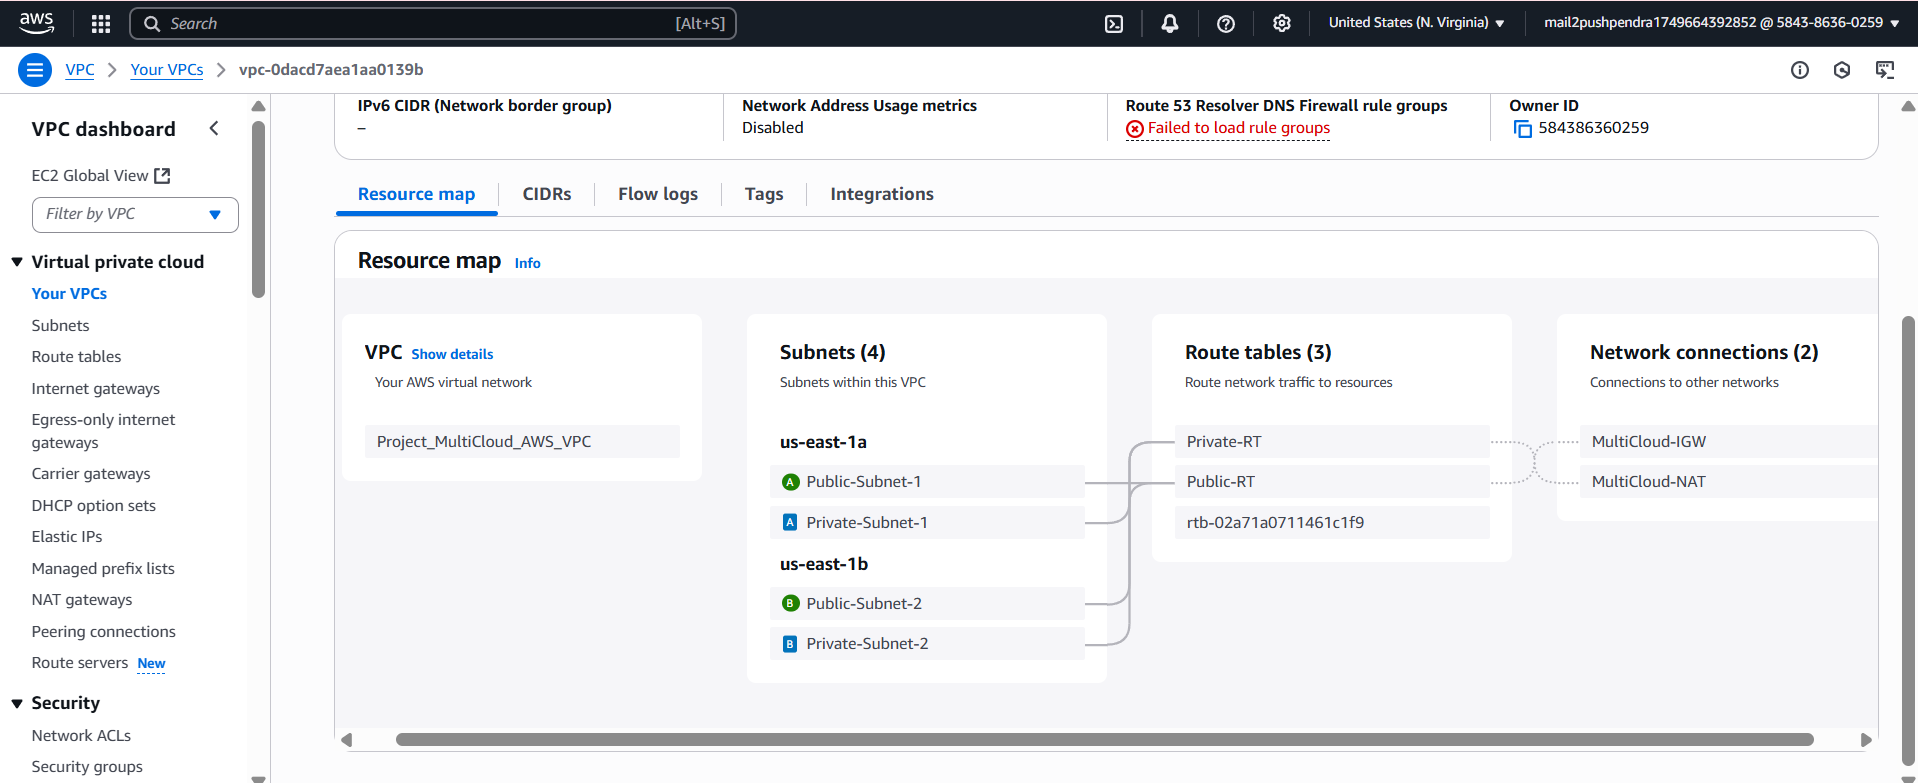 aws
Search [Alt+S]
United States (N. Virginia)
mail2pushpendra1749664392852 @ 5843-8636-0259
VPC
Your VPCs
vpc-0dacd7aea1aa0139b
VPC dashboard
EC2 Global View
Filter by VPC
Virtual private cloud
Your VPCs
Subnets
Route tables
Internet gateways
Egress-only internet
gateways
Carrier gateways
DHCP option sets
Elastic IPs
Managed prefix lists
NAT gateways
Peering connections
Route servers New
Security
Network ACLs
Security groups
IPv6 CIDR (Network border group)
–
Network Address Usage metrics
Disabled
Route 53 Resolver DNS Firewall rule groups
Failed to load rule groups
Owner ID
584386360259
Resource map
CIDRs
Flow logs
Tags
Integrations
Resource map Info
VPC Show details
Your AWS virtual network
Project_MultiCloud_AWS_VPC
Subnets (4)
Subnets within this VPC
us-east-1a
A Public-Subnet-1
A Private-Subnet-1
us-east-1b
B Public-Subnet-2
B Private-Subnet-2
Route tables (3)
Route network traffic to resources
Private-RT
Public-RT
rtb-02a71a0711461c1f9
Network connections (2)
Connections to other networks
MultiCloud-IGW
MultiCloud-NAT